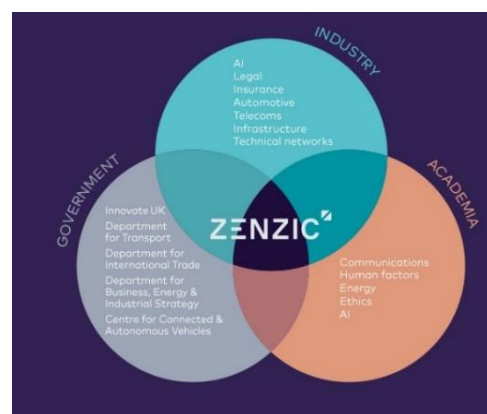 INDUSTRY
AI
Legal
Insurance
Automotive
Telecoms
Infrastructure
Technical networks
GOVERNMENT
Innovate UK
Department
for Transport
Department for
International Trade
Department for
Business, Energy &
Industrial Strategy
Centre for Connected &
Autonomous Vehicles
ZENZIC
ACADEMIA
Communications
Human factors
Energy
Ethics
AI